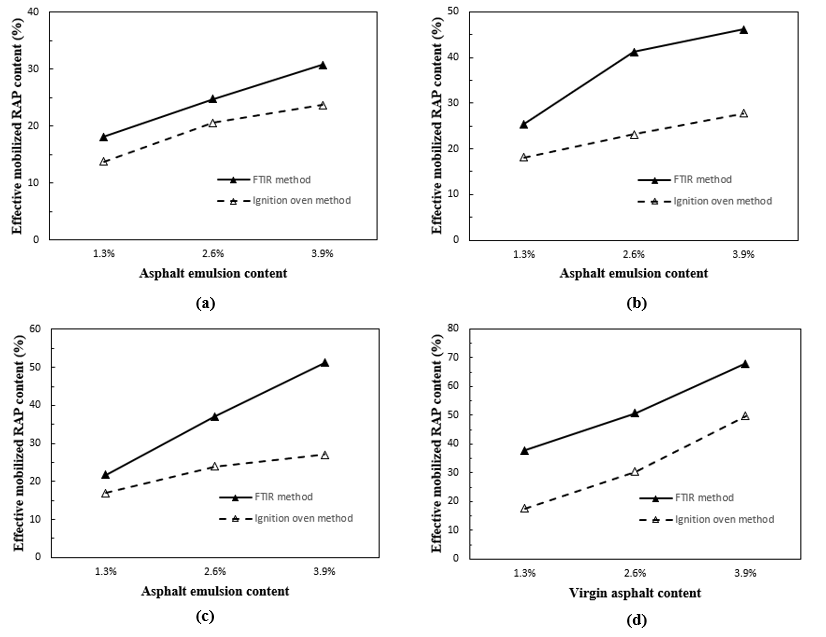 Effective mobilized RAP content (%)
40
30
20
10
0
FTIR method
Ignition oven method
1.3%
2.6%
3.9%
Asphalt emulsion content
(a)
Effective mobilized RAP content (%)
50
40
30
20
10
0
FTIR method
Ignition oven method
1.3%
2.6%
3.9%
Asphalt emulsion content
(b)
Effective mobilized RAP content (%)
60
50
40
30
20
10
0
FTIR method
Ignition oven method
1.3%
2.6%
3.9%
Asphalt emulsion content
(c)
Effective mobilized RAP content (%)
80
70
60
50
40
30
20
10
0
FTIR method
Ignition oven method
1.3%
2.6%
3.9%
Virgin asphalt content
(d)